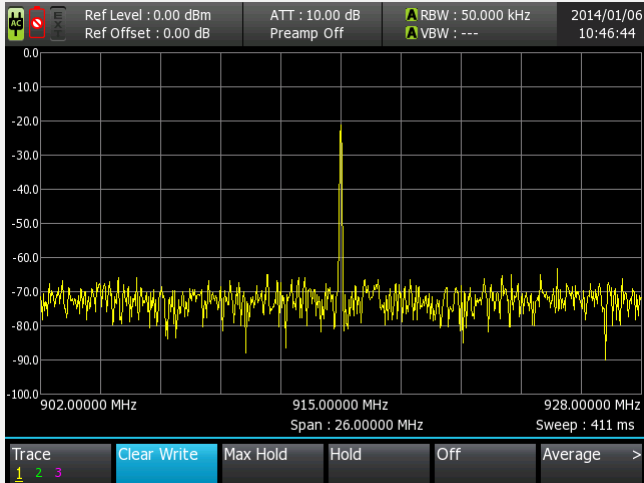 AC EXT Ref Level : 0.00 dBm ATT : 10.00 dB A RBW : 50.000 kHz 2014/01/06
Ref Offset : 0.00 dB Preamp Off A VBW : --- 10:46:44
0.0
-10.0
-20.0
-30.0
-40.0
-50.0
-60.0
-70.0
-80.0
-90.0
-100.0
902.00000 MHz 915.00000 MHz 928.00000 MHz
Span : 26.00000 MHz Sweep : 411 ms
Trace Clear Write Max Hold Hold Off Average >
1 2 3